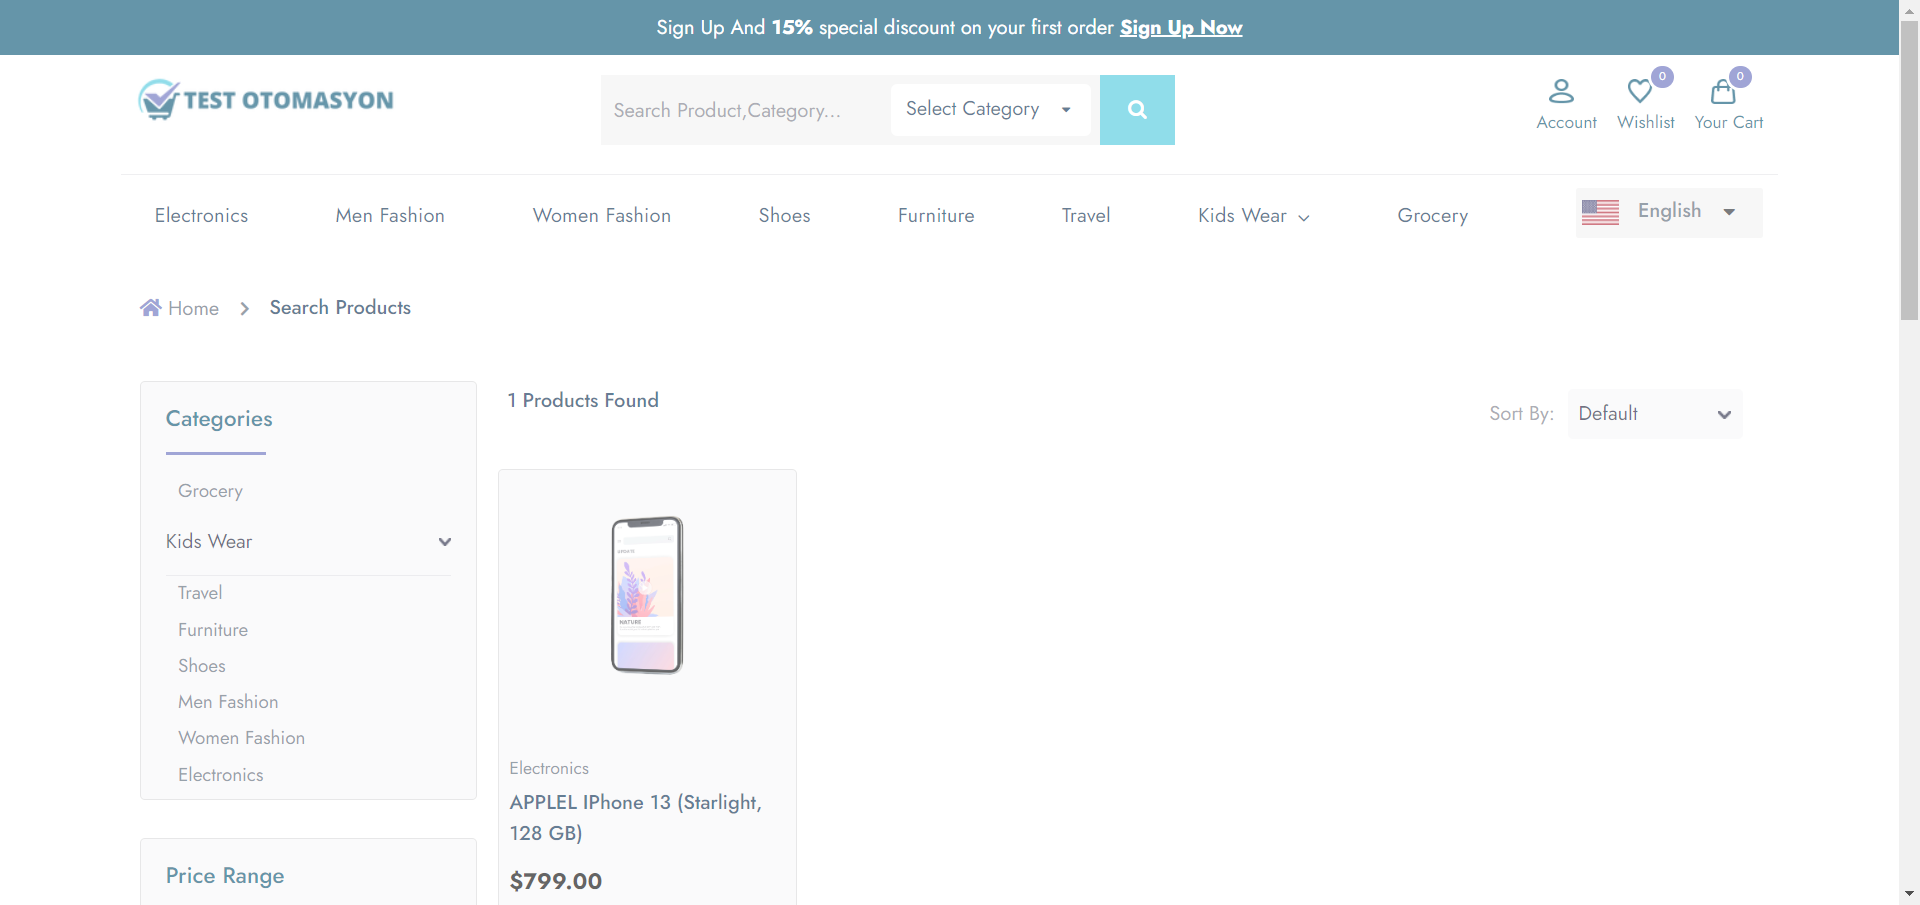 Sign Up And 15% special discount on your first order Sign Up Now
TEST OTOMASYON
Search Product,Category...
Select Category
0
0
Account
Wishlist
Your Cart
Electronics
Men Fashion
Women Fashion
Shoes
Furniture
Travel
Kids Wear
Grocery
English
Home
Search Products
Categories
Grocery
Kids Wear
Travel
Furniture
Shoes
Men Fashion
Women Fashion
Electronics
Price Range
1 Products Found
Sort By:
Default
NATURE
Electronics
APPLEL IPhone 13 (Starlight,
128 GB)
$799.00